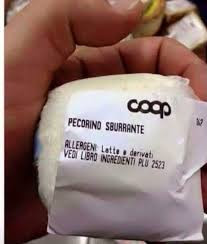 coop
PECORINO SBURRANTE
ALLERGENI: Latte e derivati
VEDI LIBRO INGREDIENTI PLU 2523